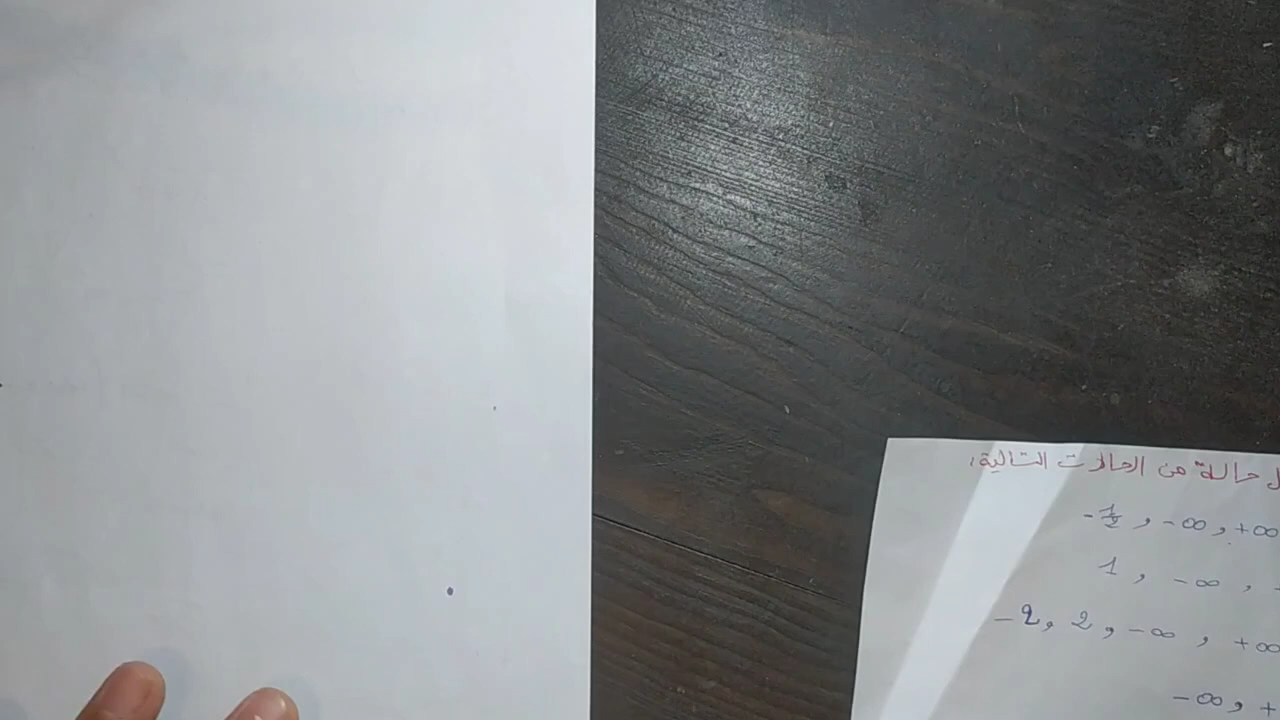 حالة من الحالات التالية:
+∞ , -∞ , -1/2
, -∞ , 1
+∞ , -∞ , 2 , -2
+ , -∞